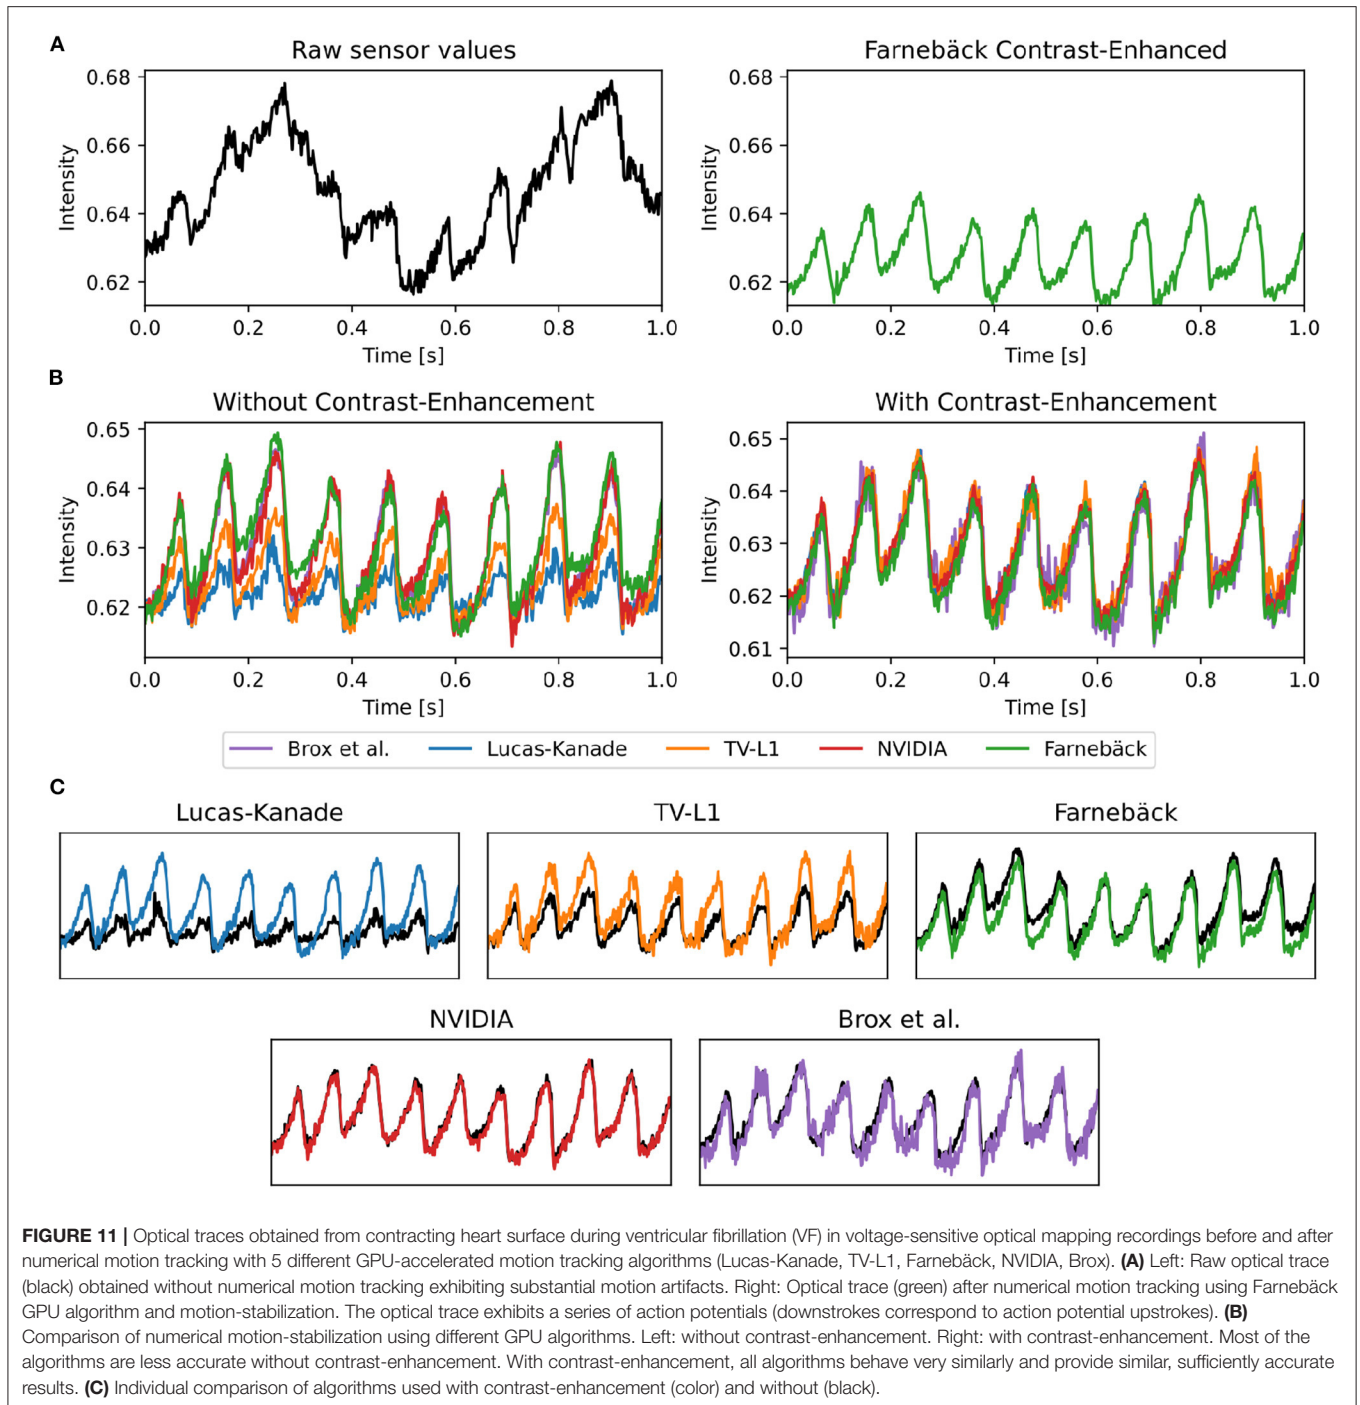 A
Raw sensor values
Farnebäck Contrast-Enhanced
0.68
0.66
0.64
0.62
Intensity
0.0 0.2 0.4 0.6 0.8 1.0
Time [s]
0.68
0.66
0.64
0.62
Intensity
0.0 0.2 0.4 0.6 0.8 1.0
Time [s]
B
Without Contrast-Enhancement
With Contrast-Enhancement
0.65
0.64
0.63
0.62
Intensity
0.0 0.2 0.4 0.6 0.8 1.0
Time [s]
0.65
0.64
0.63
0.62
0.61
Intensity
0.0 0.2 0.4 0.6 0.8 1.0
Time [s]
Brox et al. Lucas-Kanade TV-L1 NVIDIA Farnebäck
C
Lucas-Kanade
TV-L1
Farnebäck
NVIDIA
Brox et al.
FIGURE 11 | Optical traces obtained from contracting heart surface during ventricular fibrillation (VF) in voltage-sensitive optical mapping recordings before and after
numerical motion tracking with 5 different GPU-accelerated motion tracking algorithms (Lucas-Kanade, TV-L1, Farnebäck, NVIDIA, Brox). (A) Left: Raw optical trace
(black) obtained without numerical motion tracking exhibiting substantial motion artifacts. Right: Optical trace (green) after numerical motion tracking using Farnebäck
GPU algorithm and motion-stabilization. The optical trace exhibits a series of action potentials (downstrokes correspond to action potential upstrokes). (B)
Comparison of numerical motion-stabilization using different GPU algorithms. Left: without contrast-enhancement. Right: with contrast-enhancement. Most of the
algorithms are less accurate without contrast-enhancement. With contrast-enhancement, all algorithms behave very similarly and provide similar, sufficiently accurate
results. (C) Individual comparison of algorithms used with contrast-enhancement (color) and without (black).